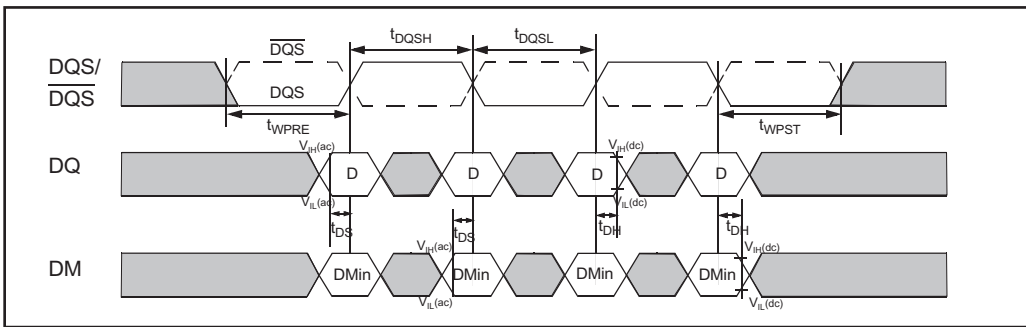 tDQSH tDQSL
DQS
DQS/
DQS
DQS
tWPRE tWPST
VIH(ac) VIH(dc)
DQ D D D D
VIL(ac) VIL(dc)
tDS tDS tDH tDH
VIH(ac) VIH(dc)
DM DMin DMin DMin DMin
VIL(ac) VIL(dc)